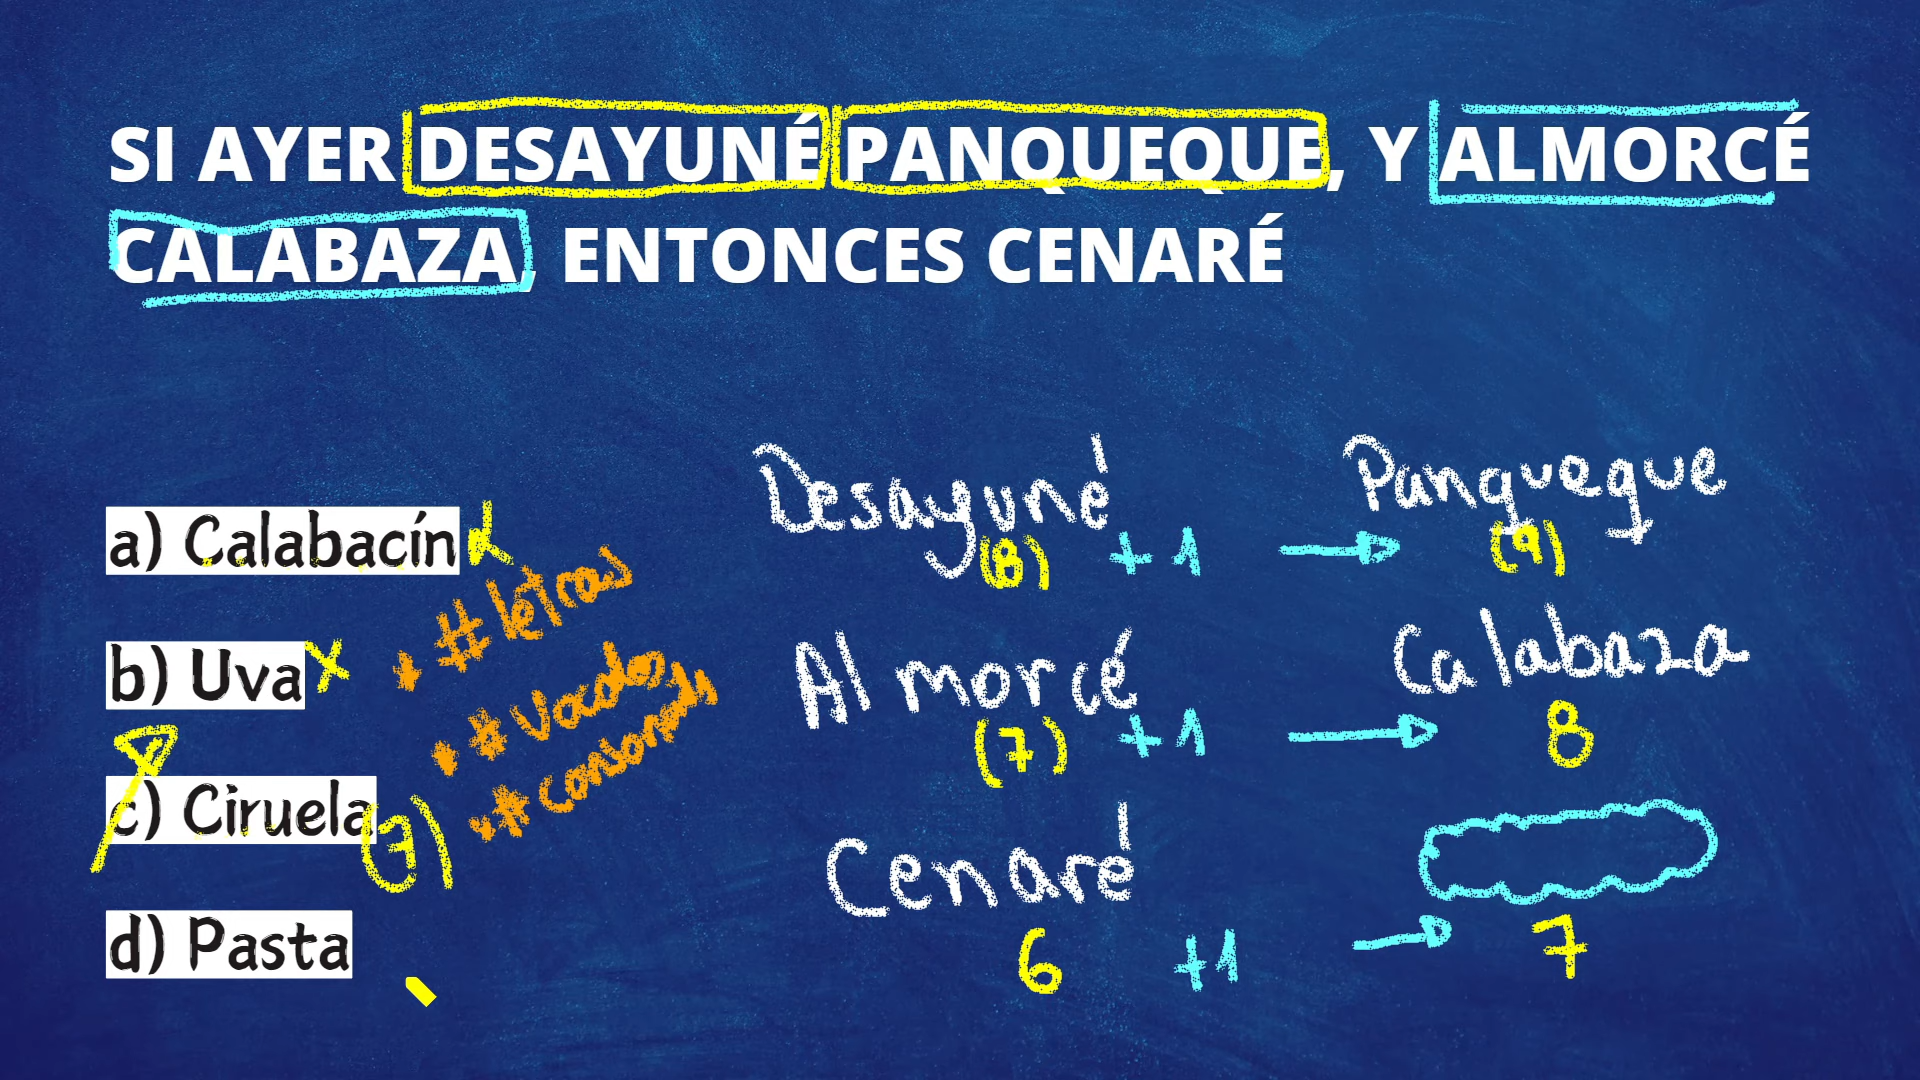 SI AYER DESAYUNÉ PANQUEQUE, Y ALMORCÉ
CALABAZA, ENTONCES CENARÉ
a) Calabacín x
b) Uva x
c) Ciruela (7)
d) Pasta
# letras
# vocales
# consonants
Desayuné Panqueque
(8) +1 (9)
Almorcé Calabaza
(7) +1 8
Cenaré
6 +1 7